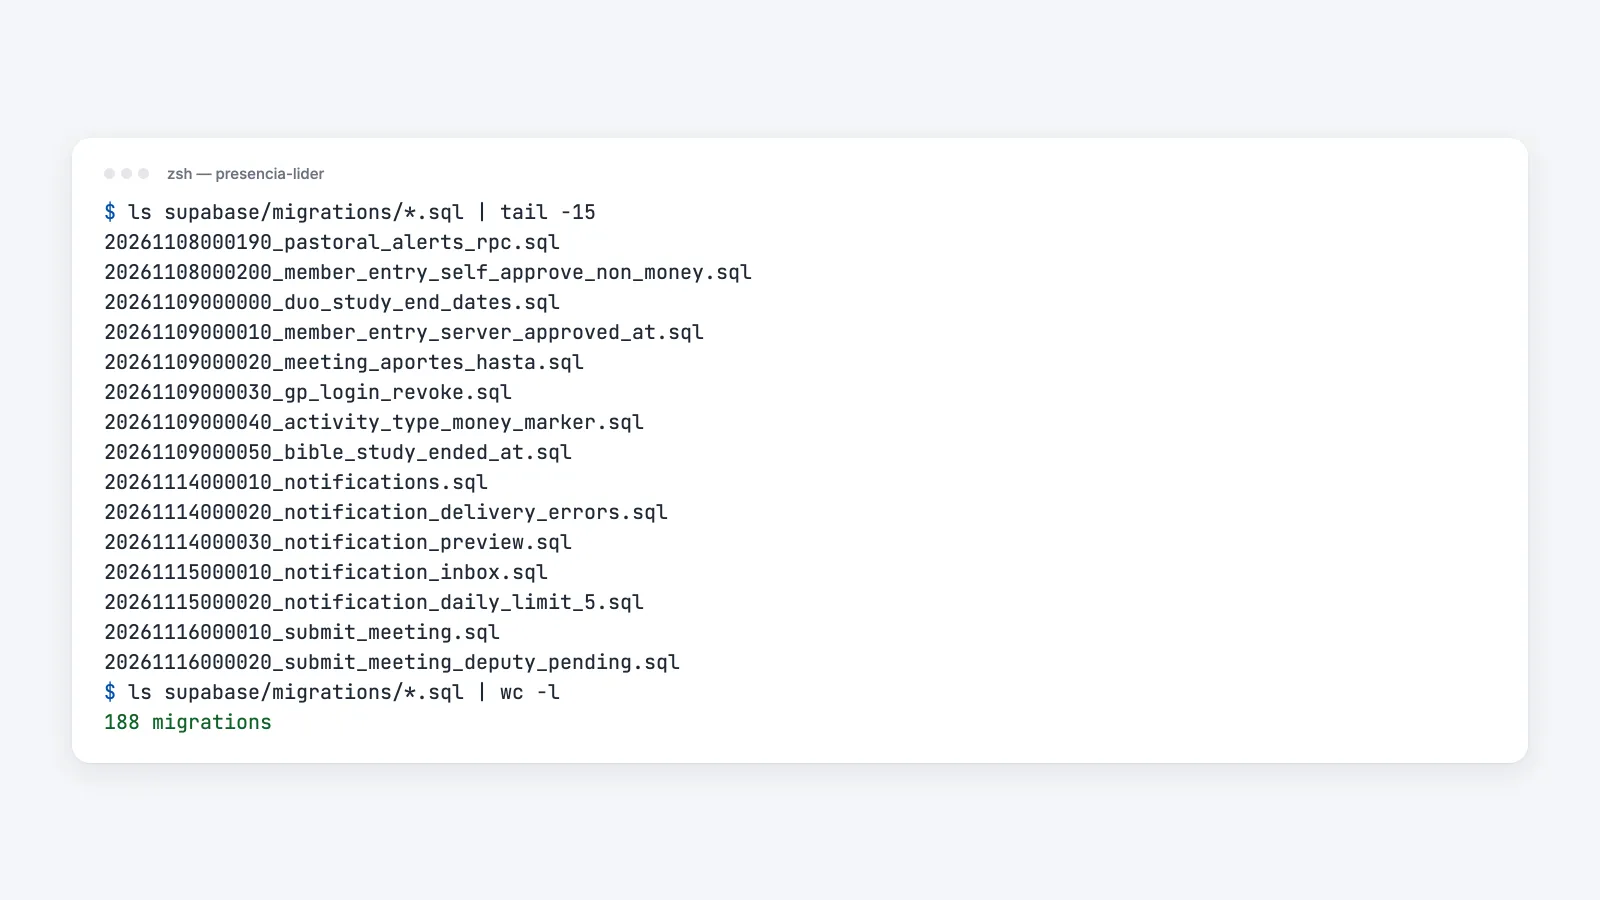 zsh — presencia-lider
$ ls supabase/migrations/*.sql | tail -15
20261108000190_pastoral_alerts_rpc.sql
20261108000200_member_entry_self_approve_non_money.sql
20261109000000_duo_study_end_dates.sql
20261109000010_member_entry_server_approved_at.sql
20261109000020_meeting_aportes_hasta.sql
20261109000030_gp_login_revoke.sql
20261109000040_activity_type_money_marker.sql
20261109000050_bible_study_ended_at.sql
20261114000010_notifications.sql
20261114000020_notification_delivery_errors.sql
20261114000030_notification_preview.sql
20261115000010_notification_inbox.sql
20261115000020_notification_daily_limit_5.sql
20261116000010_submit_meeting.sql
20261116000020_submit_meeting_deputy_pending.sql
$ ls supabase/migrations/*.sql | wc -l
188 migrations